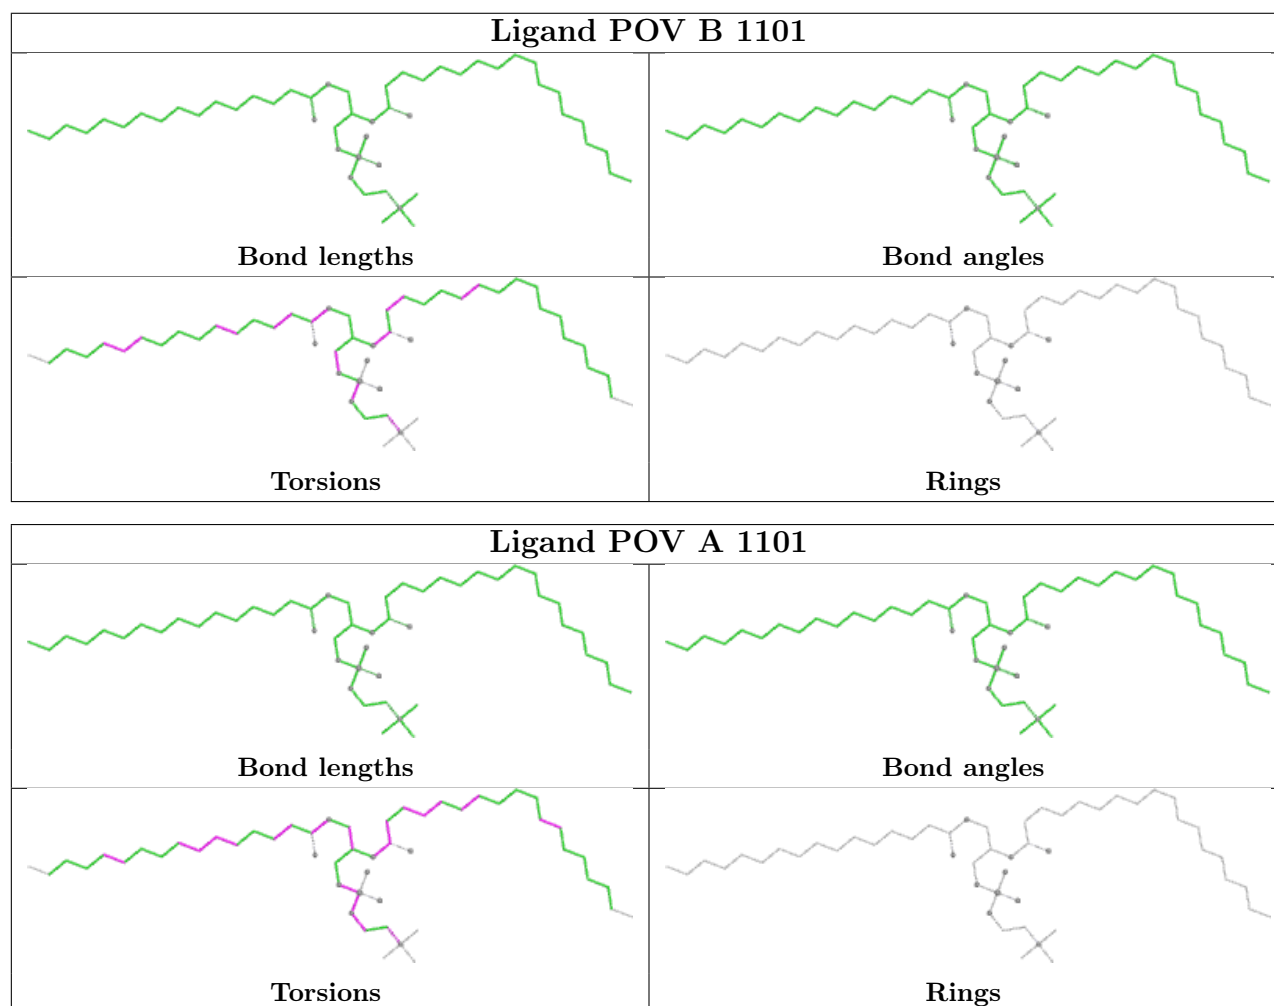 Ligand POV B 1101
Bond lengths
Bond angles
Torsions
Rings
Ligand POV A 1101
Bond lengths
Bond angles
Torsions
Rings